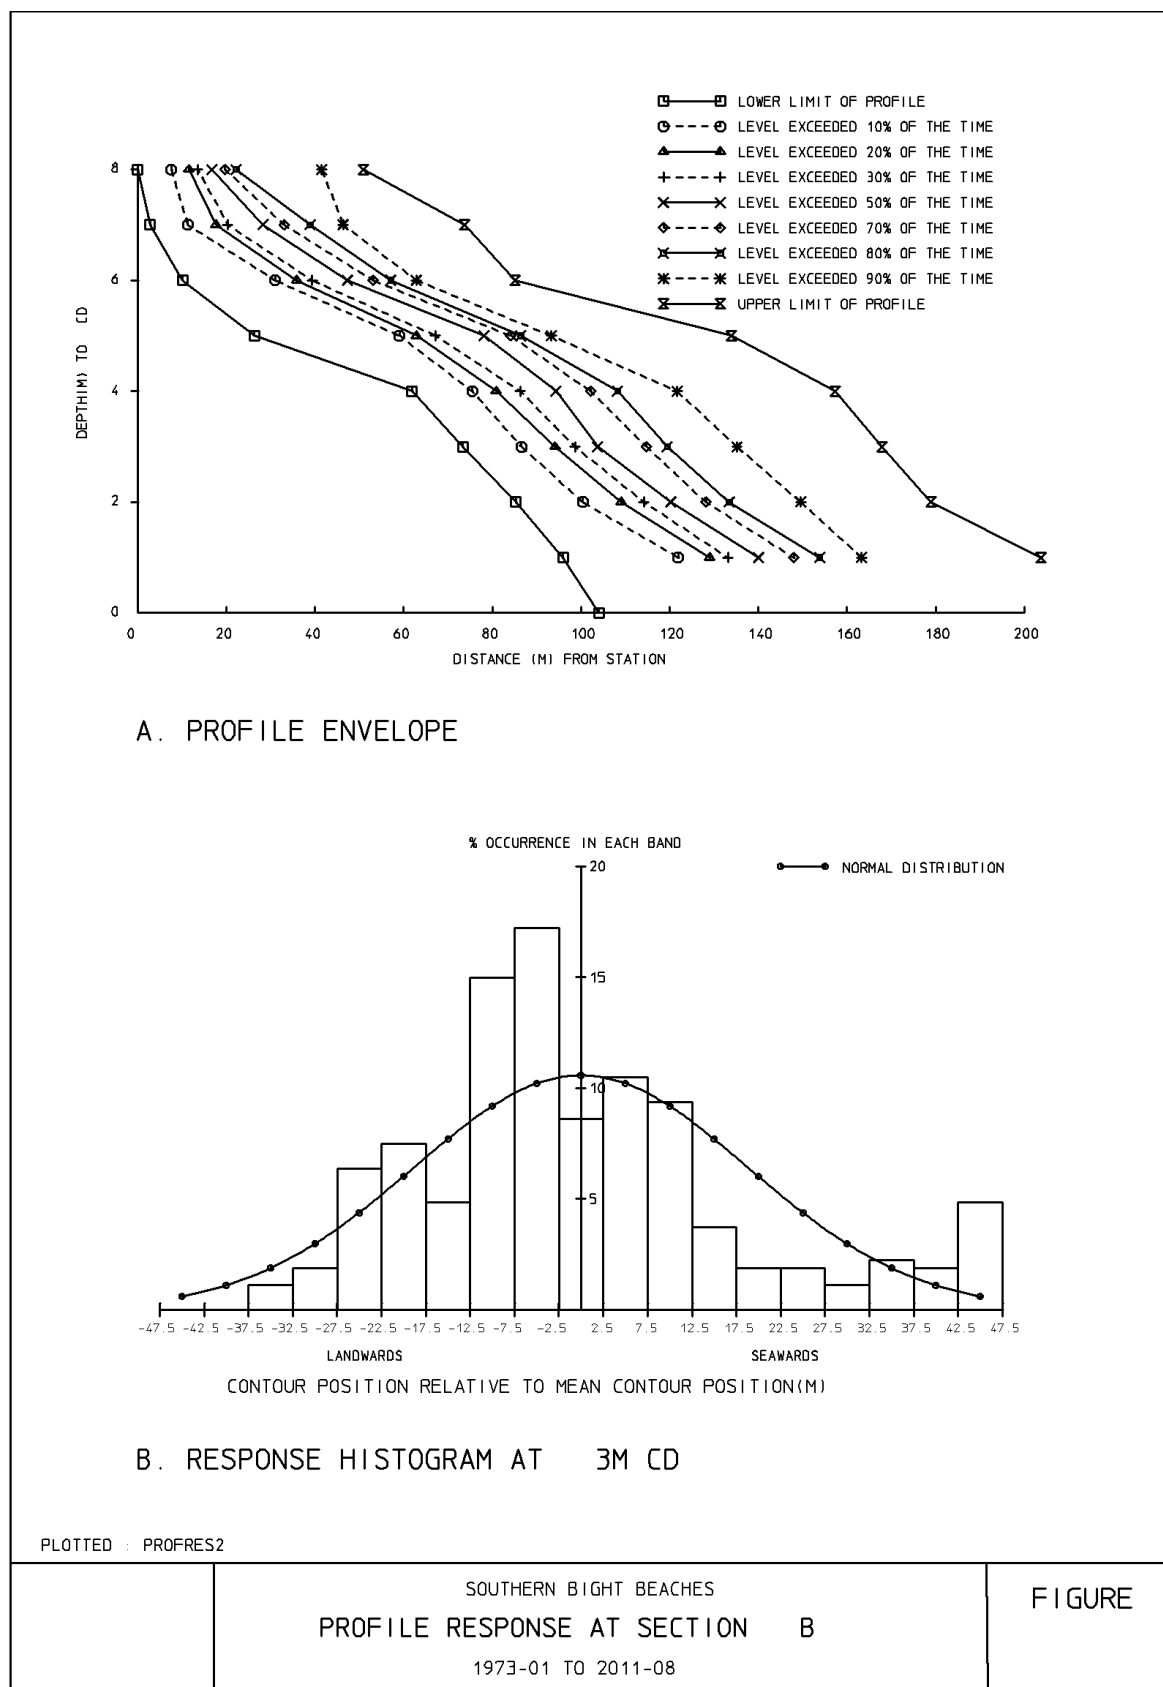 LOWER LIMIT OF PROFILE
LEVEL EXCEEDED 10% OF THE TIME
LEVEL EXCEEDED 20% OF THE TIME
LEVEL EXCEEDED 30% OF THE TIME
LEVEL EXCEEDED 50% OF THE TIME
LEVEL EXCEEDED 70% OF THE TIME
LEVEL EXCEEDED 80% OF THE TIME
LEVEL EXCEEDED 90% OF THE TIME
UPPER LIMIT OF PROFILE
8
6
4
2
0
DEPTH(M) TO CD
0 20 40 60 80 100 120 140 160 180 200
DISTANCE (M) FROM STATION
A. PROFILE ENVELOPE
% OCCURRENCE IN EACH BAND
NORMAL DISTRIBUTION
20
15
10
5
-47.5 -42.5 -37.5 -32.5 -27.5 -22.5 -17.5 -12.5 -7.5 -2.5 2.5 7.5 12.5 17.5 22.5 27.5 32.5 37.5 42.5 47.5
LANDWARDS SEAWARDS
CONTOUR POSITION RELATIVE TO MEAN CONTOUR POSITION(M)
B. RESPONSE HISTOGRAM AT 3M CD
PLOTTED : PROFRES2
SOUTHERN BIGHT BEACHES
PROFILE RESPONSE AT SECTION B
1973-01 TO 2011-08
FIGURE